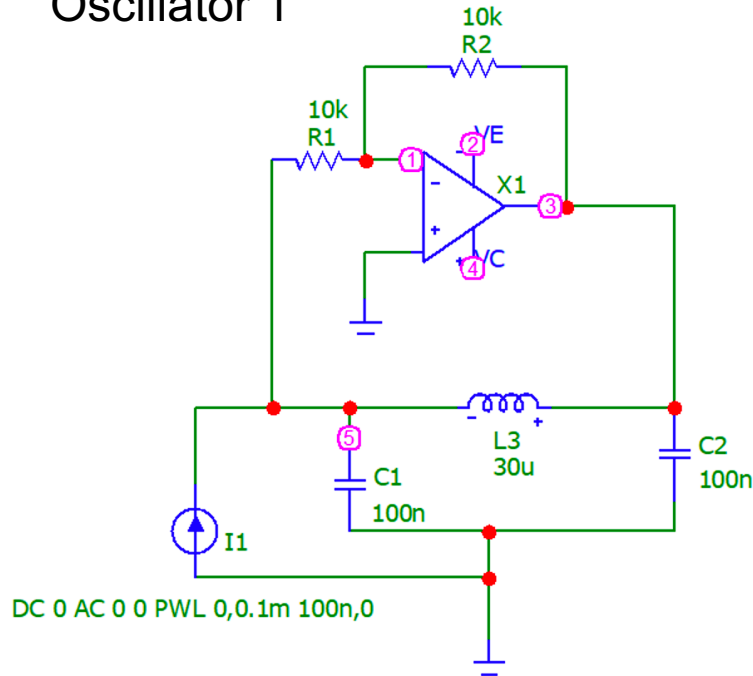 Oscillator 1
10k
R2
10k
R1
1
2
VE
-
X1
-
3
+
4
+
VC
5
-
+
L3
30u
C2
100n
C1
100n
I1
DC 0 AC 0 0 PWL 0,0.1m 100n,0